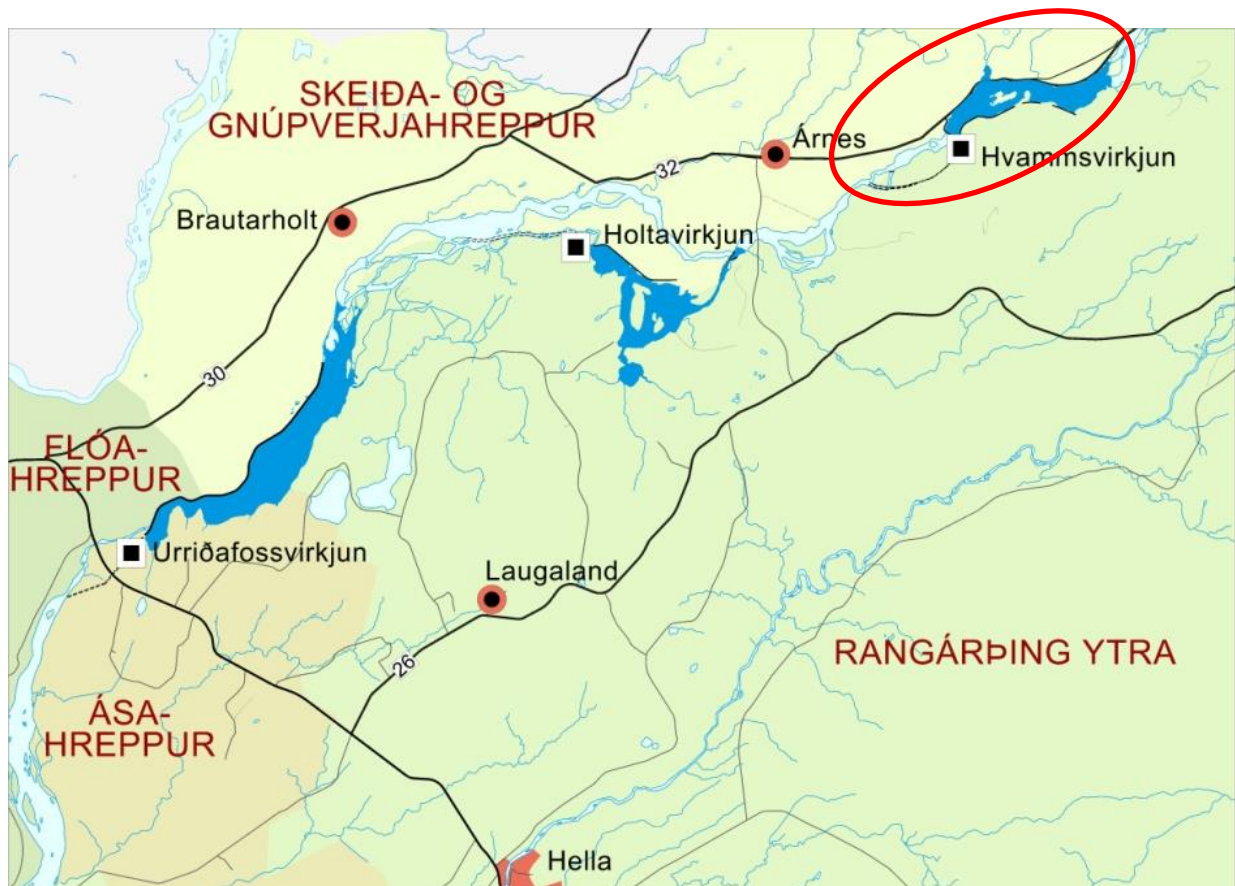 SKEIÐA- OG
GNÚPVERJAHREPPUR
Árnes
32
Hvammsvirkjun
Brautarholt
Holtavirkjun
30
FLÓA-
HREPPUR
Urriðafossvirkjun
Laugaland
26
RANGÁRÞING YTRA
ÁSA-
HREPPUR
Hella